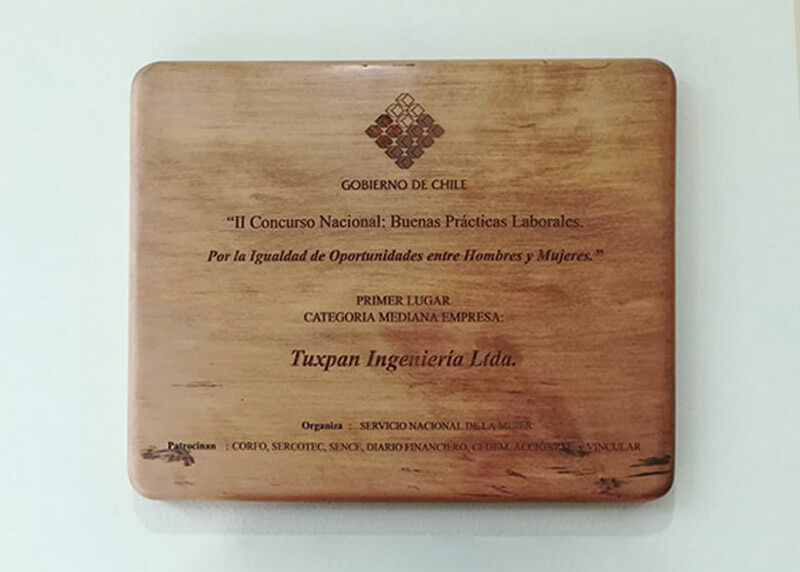 GOBIERNO DE CHILE
“II Concurso Nacional: Buenas Prácticas Laborales.
Por la Igualdad de Oportunidades entre Hombres y Mujeres.”
PRIMER LUGAR
CATEGORIA MEDIANA EMPRESA:
Tuxpan Ingeniería Ltda.
Organiza : SERVICIO NACIONAL DE LA MUJER
Patrocinan : CORFO, SERCOTEC, SENCE, DIARIO FINANCIERO, CEDEM, VINCULAR